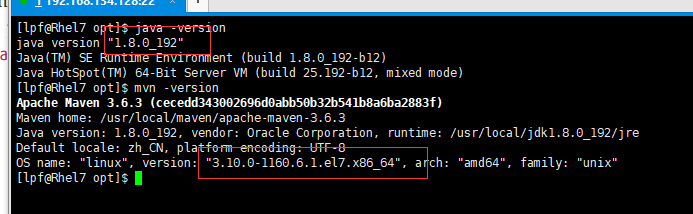 192.168.134.128:22
[lpf@Rhel7 opt]$ java -version
java version "1.8.0_192"
Java(TM) SE Runtime Environment (build 1.8.0_192-b12)
Java HotSpot(TM) 64-Bit Server VM (build 25.192-b12, mixed mode)
[lpf@Rhel7 opt]$ mvn -version
Apache Maven 3.6.3 (cecedd343002696d0abb50b32b541b8a6ba2883f)
Maven home: /usr/local/maven/apache-maven-3.6.3
Java version: 1.8.0_192, vendor: Oracle Corporation, runtime: /usr/local/jdk1.8.0_192/jre
Default locale: zh_CN, platform encoding: UTF-8
OS name: "linux", version: "3.10.0-1160.6.1.el7.x86_64", arch: "amd64", family: "unix"
[lpf@Rhel7 opt]$